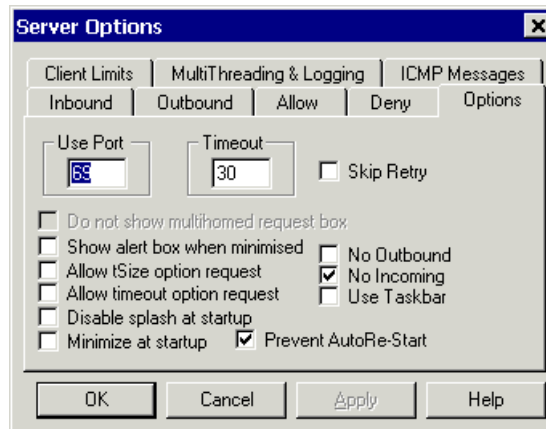 Server Options
Client Limits MultiThreading & Logging ICMP Messages
Inbound Outbound Allow Deny Options
Use Port Timeout
69 30 Skip Retry
Do not show multihomed request box
Show alert box when minimised No Outbound
Allow tSize option request No Incoming
Allow timeout option request Use Taskbar
Disable splash at startup
Minimize at startup Prevent AutoRe-Start
OK Cancel Apply Help